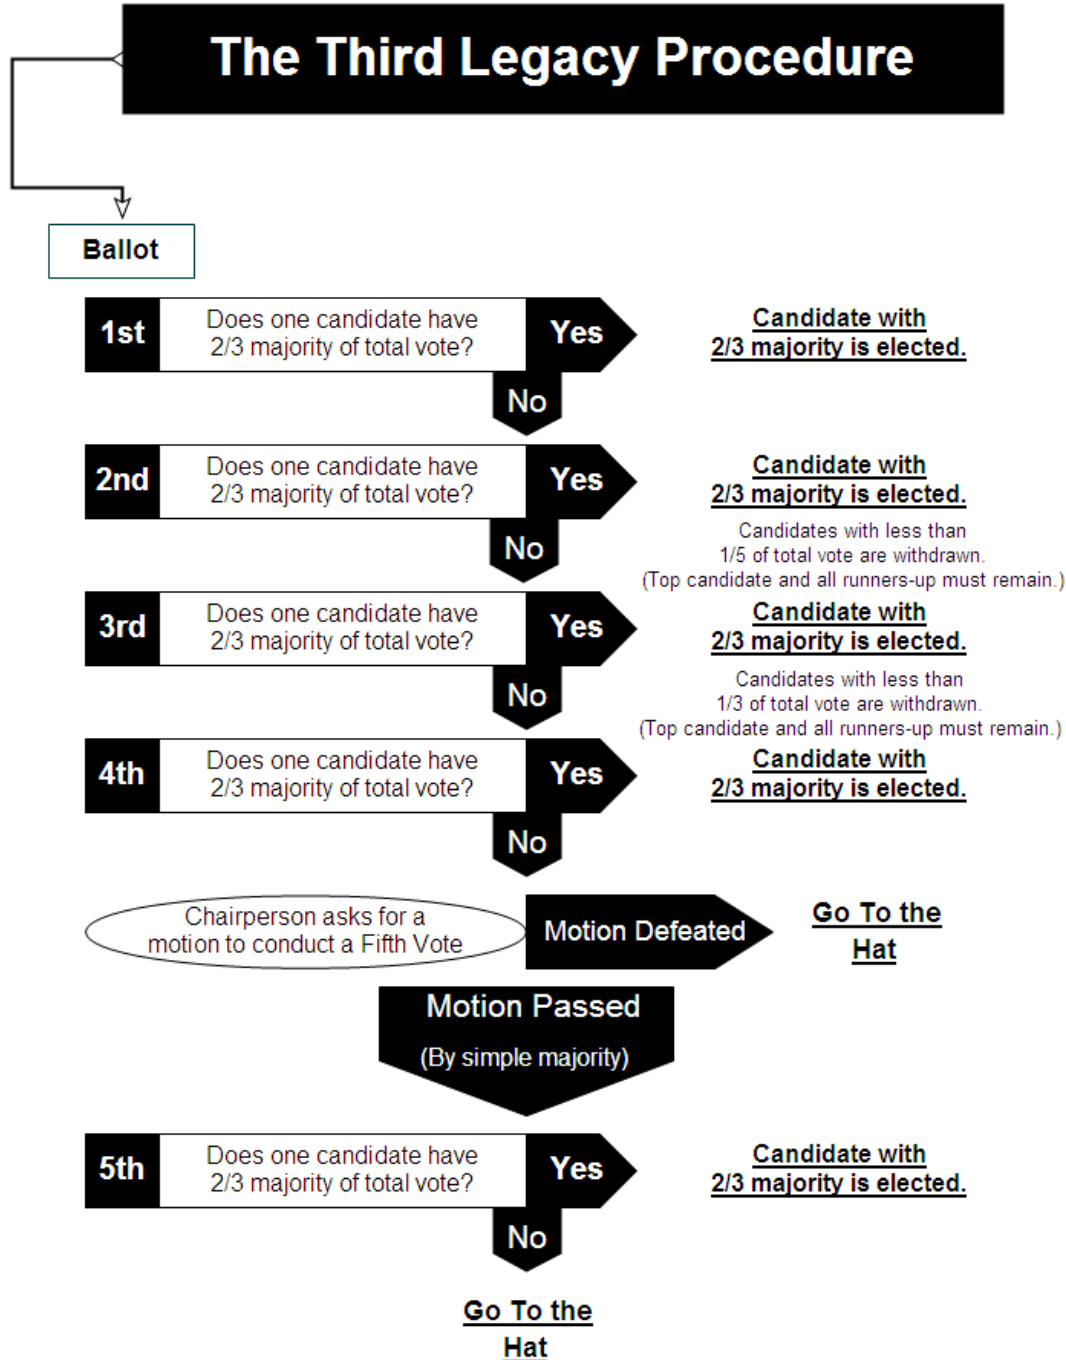 The Third Legacy Procedure
Ballot
1st
Does one candidate have
2/3 majority of total vote?
Yes
Candidate with
2/3 majority is elected.
No
2nd
Does one candidate have
2/3 majority of total vote?
Yes
Candidate with
2/3 majority is elected.
No
Candidates with less than
1/5 of total vote are withdrawn.
(Top candidate and all runners-up must remain.)
3rd
Does one candidate have
2/3 majority of total vote?
Yes
Candidate with
2/3 majority is elected.
No
Candidates with less than
1/3 of total vote are withdrawn.
(Top candidate and all runners-up must remain.)
4th
Does one candidate have
2/3 majority of total vote?
Yes
Candidate with
2/3 majority is elected.
No
Chairperson asks for a
motion to conduct a Fifth Vote
Motion Defeated
Go To the
Hat
Motion Passed
(By simple majority)
5th
Does one candidate have
2/3 majority of total vote?
Yes
Candidate with
2/3 majority is elected.
No
Go To the
Hat